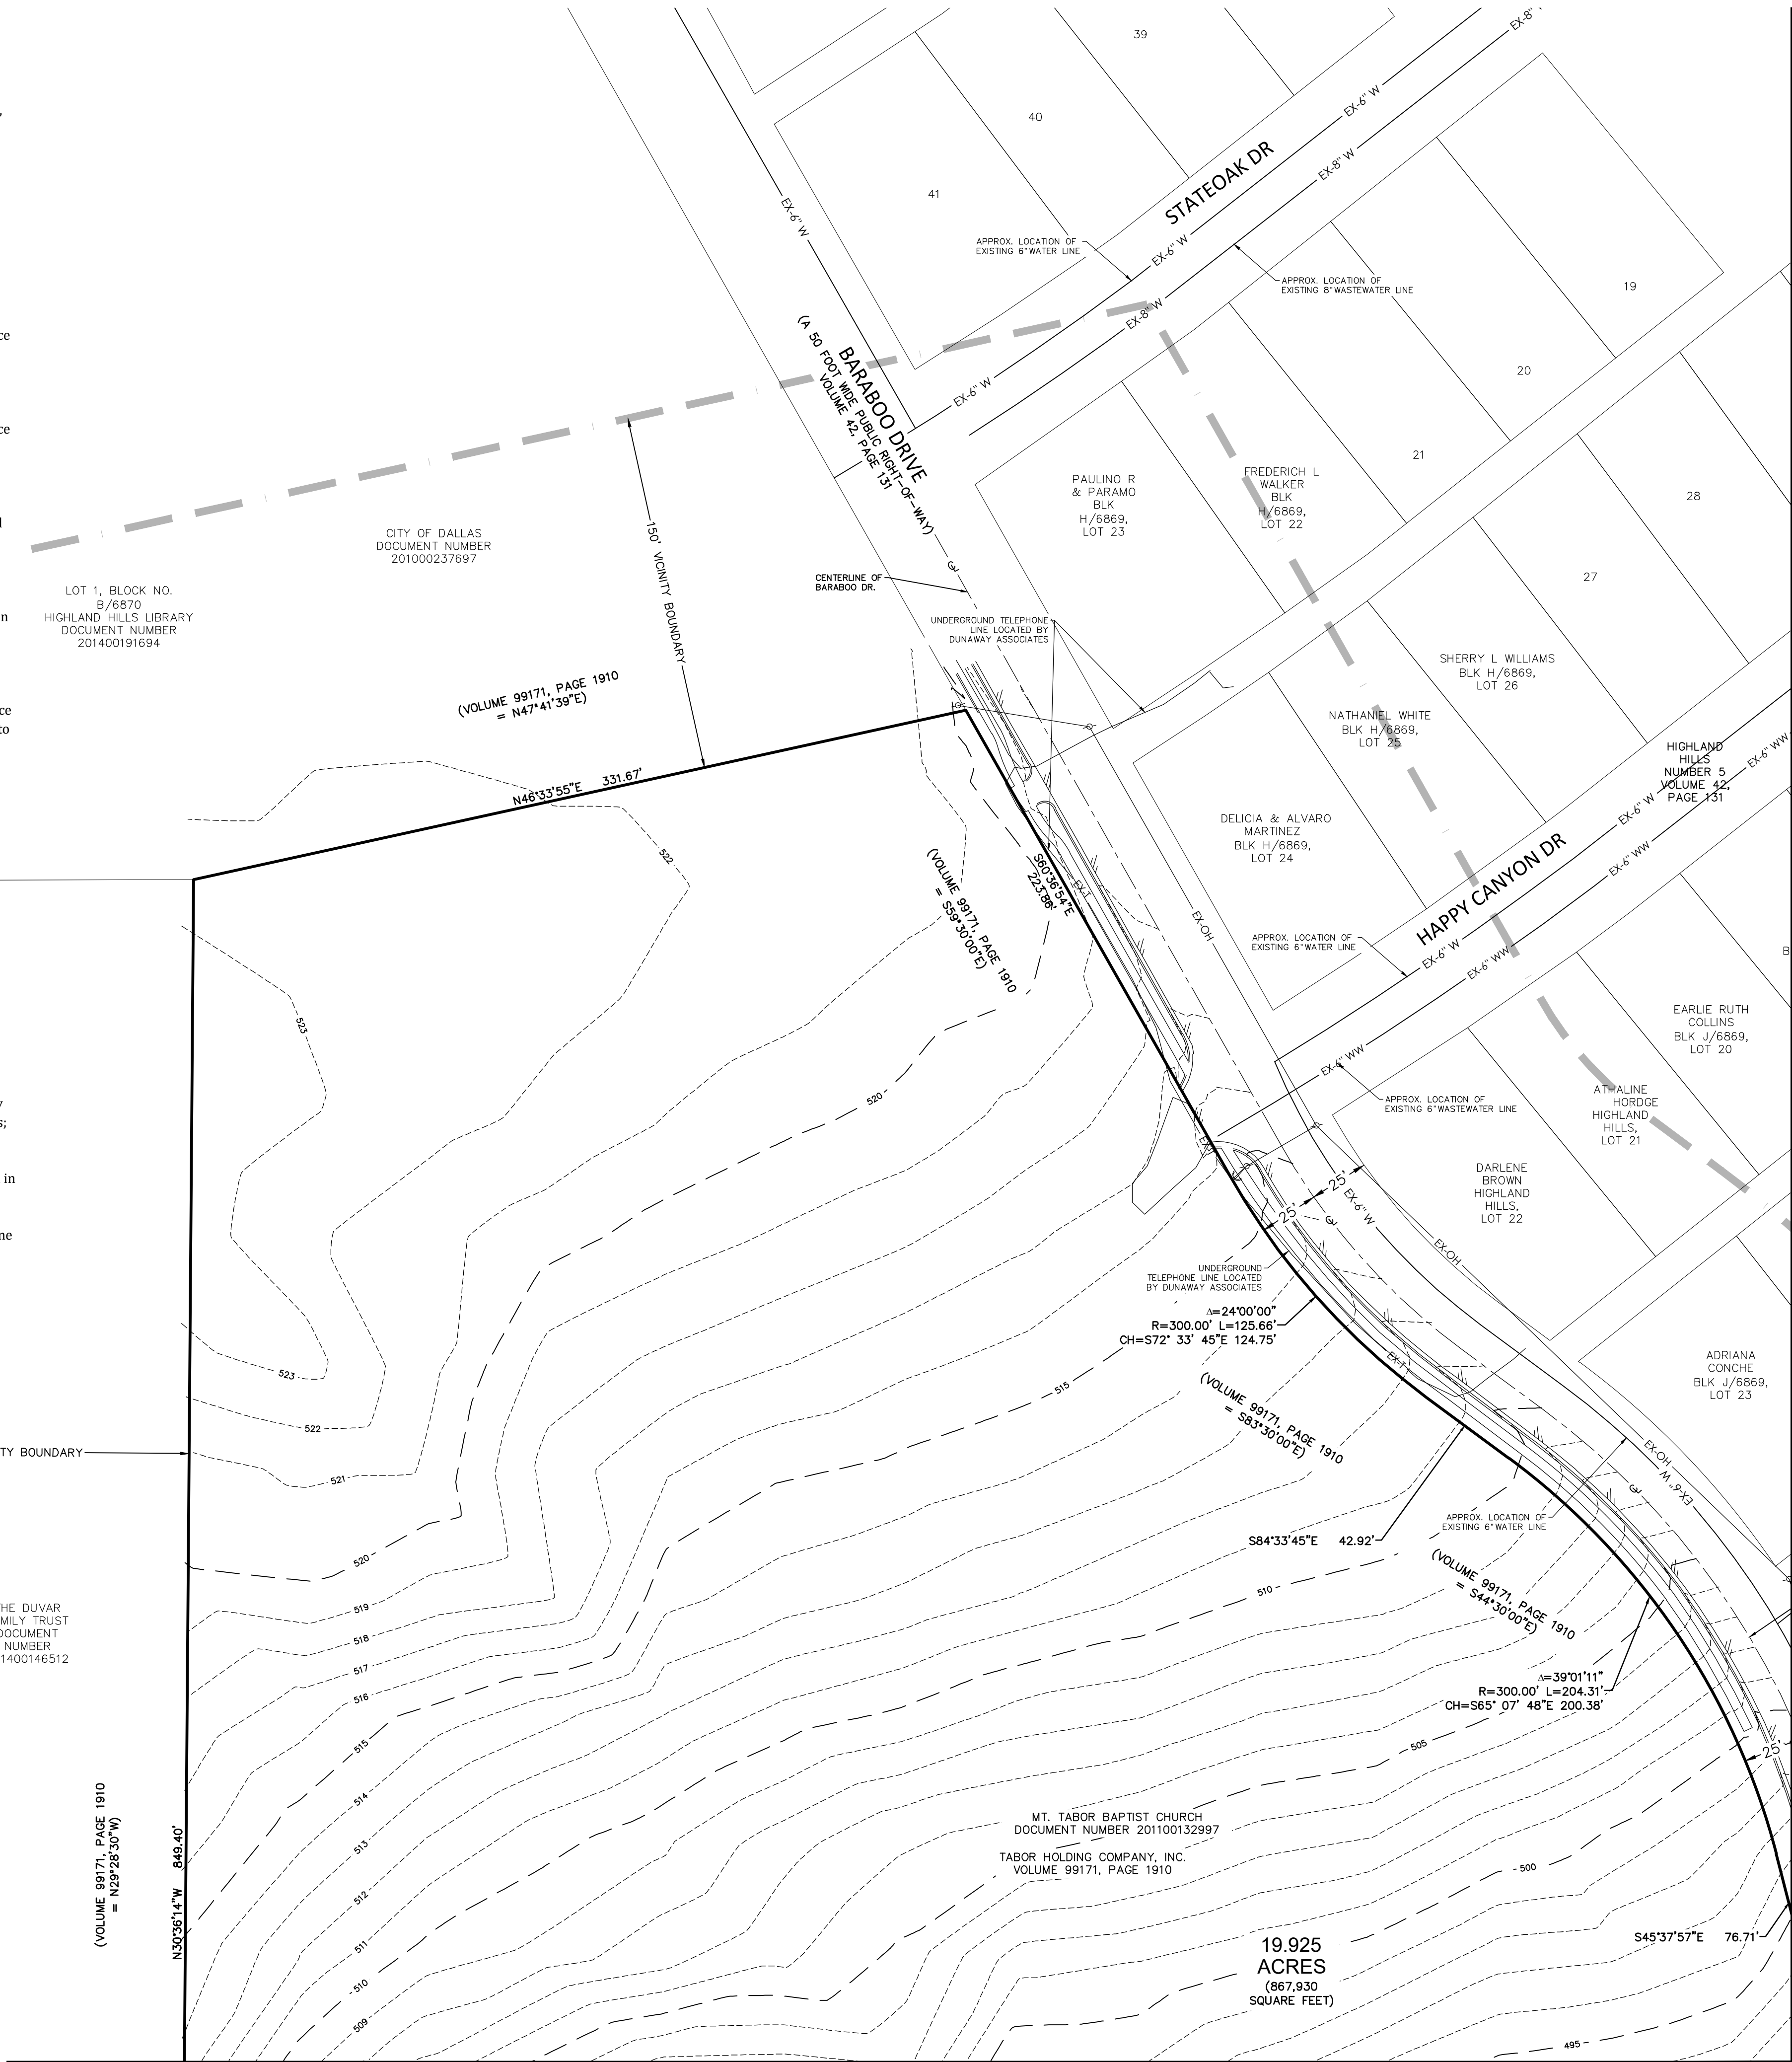 39
40
41
EX-8" W
EX-6" W
EX-8" W
STATEOAK DR
EX-6" W
EX-6" W
APPROX. LOCATION OF
EXISTING 6" WATER LINE
APPROX. LOCATION OF
EXISTING 8" WASTEWATER LINE
EX-8" W
EX-6" W
19
20
21
28
27
BARABOO DRIVE
(A 50 FOOT WIDE PUBLIC RIGHT-OF-WAY)
VOLUME 42, PAGE 131
PAULINO R
& PARAMO
BLK
H/6869,
LOT 23
FREDERICH L
WALKER
BLK
H/6869,
LOT 22
CITY OF DALLAS
DOCUMENT NUMBER
201000237697
LOT 1, BLOCK NO.
B/6870
HIGHLAND HILLS LIBRARY
DOCUMENT NUMBER
201400191694
150' VICINITY BOUNDARY
CENTERLINE OF
BARABOO DR.
UNDERGROUND TELEPHONE
LINE LOCATED BY
DUNAWAY ASSOCIATES
SHERRY L WILLIAMS
BLK H/6869,
LOT 26
NATHANIEL WHITE
BLK H/6869,
LOT 25
HIGHLAND
HILLS
NUMBER 5
VOLUME 42,
PAGE 131
EX-6" WW
EX-6" W
DELICIA & ALVARO
MARTINEZ
BLK H/6869,
LOT 24
HAPPY CANYON DR
EX-6" WW
EX-6" W
EX-6" WW
APPROX. LOCATION OF
EXISTING 6" WATER LINE
(VOLUME 99171, PAGE 1910
= N47°41'39"E)
N46°33'55"E 331.67'
S60°36'54"E
223.86'
(VOLUME 99171, PAGE 1910
= S59°30'00"E)
EX-T
EX-OH
522
523
520
EARLIE RUTH
COLLINS
BLK J/6869,
LOT 20
ATHALINE
HORDGE
HIGHLAND
HILLS,
LOT 21
EX-6" WW
APPROX. LOCATION OF
EXISTING 6" WASTEWATER LINE
DARLENE
BROWN
HIGHLAND
HILLS,
LOT 22
25'
25'
EX-6" W
EX-OH
UNDERGROUND
TELEPHONE LINE LOCATED
BY DUNAWAY ASSOCIATES
Δ=24°00'00"
R=300.00' L=125.66'
CH=S72° 33' 45"E 124.75'
EX-T
ADRIANA
CONCHE
BLK J/6869,
LOT 23
(VOLUME 99171, PAGE 1910
= S83°30'00"E)
515
523
522
521
TY BOUNDARY
EX-OH
EX-6" W
APPROX. LOCATION OF
EXISTING 6" WATER LINE
S84°33'45"E 42.92'
(VOLUME 99171, PAGE 1910
= S44°30'00"E)
510
520
519
518
517
516
515
514
513
512
511
510
509
HE DUVAR
MILY TRUST
DOCUMENT
NUMBER
1400146512
Δ=39°01'11"
R=300.00' L=204.31'
CH=S65° 07' 48"E 200.38'
505
25'
MT. TABOR BAPTIST CHURCH
DOCUMENT NUMBER 201100132997
TABOR HOLDING COMPANY, INC.
VOLUME 99171, PAGE 1910
500
(VOLUME 99171, PAGE 1910
= N29°28'30"W)
N30°36'14"W 849.40'
S45°37'57"E 76.71'
19.925
ACRES
(867,930
SQUARE FEET)
495